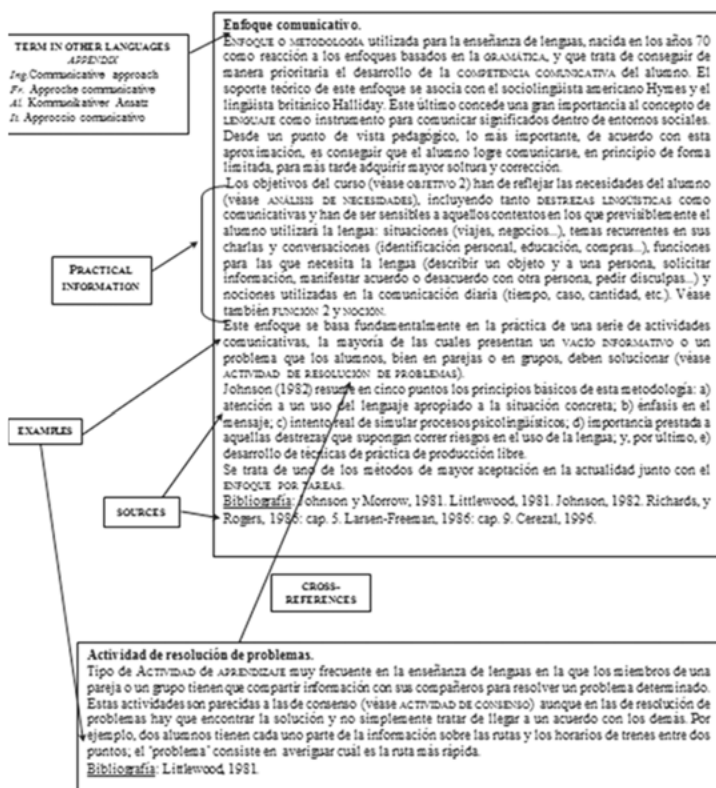 TERM IN OTHER LANGUAGES
APPENDIX
Ing. Communicative approach
Fr. Approche communicative
Al. Kommunikativer Ansatz
It. Approccio comunicativo
Enfoque comunicativo.
ENFOQUE O METODOLOGÍA utilizada para la enseñanza de lenguas, nacida en los años 70
como reacción a los enfoques basados en la GRAMÁTICA, y que trata de conseguir de
manera prioritaria el desarrollo de la COMPETENCIA COMUNICATIVA del alumno. El
soporte teórico de este enfoque se asocia con el sociolingüista americano Hymes y el
lingüista británico Halliday. Este último concede una gran importancia al concepto de
LENGUAJE como instrumento para comunicar significados dentro de entornos sociales.
Desde un punto de vista pedagógico, lo más importante, de acuerdo con esta
aproximación, es conseguir que el alumno logre comunicarse, en principio de forma
limitada, para más tarde adquirir mayor soltura y corrección.
Los objetivos del curso (véase OBJETIVO 2) han de reflejar las necesidades del alumno
(véase ANÁLISIS DE NECESIDADES), incluyendo tanto DESTREZAS LINGÜÍSTICAS como
comunicativas y han de ser sensibles a aquellos contextos en los que previsiblemente el
alumno utilizará la lengua: situaciones (viajes, negocios...), temas recurrentes en sus
charlas y conversaciones (identificación personal, educación, compras...), funciones
para las que necesita la lengua (describir un objeto y a una persona, solicitar
información, manifestar acuerdo o desacuerdo con otra persona, pedir disculpas...) y
nociones utilizadas en la comunicación diaria (tiempo, caso, cantidad, etc.). Véase
también FUNCIÓN 2 y NOCIÓN.
Este enfoque se basa fundamentalmente en la práctica de una serie de actividades
comunicativas, la mayoría de las cuales presentan un VACÍO INFORMATIVO o un
problema que los alumnos, bien en parejas o en grupos, deben solucionar (véase
ACTIVIDAD DE RESOLUCIÓN DE PROBLEMAS).
Johnson (1982) resume en cinco puntos los principios básicos de esta metodología: a)
atención a un uso del lenguaje apropiado a la situación concreta; b) énfasis en el
mensaje; c) intento real de simular procesos psicolingüísticos; d) importancia prestada a
aquellas destrezas que supongan correr riesgos en el uso de la lengua; y, por último, e)
desarrollo de técnicas de práctica de producción libre.
Se trata de uno de los métodos de mayor aceptación en la actualidad junto con el
ENFOQUE POR TAREAS.
Bibliografía: Johnson y Morrow, 1981. Littlewood, 1981. Johnson, 1982. Richards, y
Rogers, 1986: cap. 5. Larsen-Freeman, 1986: cap. 9. Cerezal, 1996.
PRACTICAL
INFORMATION
EXAMPLES
SOURCES
CROSS-
REFERENCES
Actividad de resolución de problemas.
Tipo de ACTIVIDAD de APRENDIZAJE muy frecuente en la enseñanza de lenguas en la que los miembros de una
pareja o un grupo tienen que compartir información con sus compañeros para resolver un problema determinado.
Estas actividades son parecidas a las de consenso (véase ACTIVIDAD DE CONSENSO) aunque en las de resolución de
problemas hay que encontrar la solución y no simplemente tratar de llegar a un acuerdo con los demás. Por
ejemplo, dos alumnos tienen cada uno parte de la información sobre las rutas y los horarios de trenes entre dos
puntos; el "problema" consiste en averiguar cuál es la ruta más rápida.
Bibliografía: Littlewood, 1981.